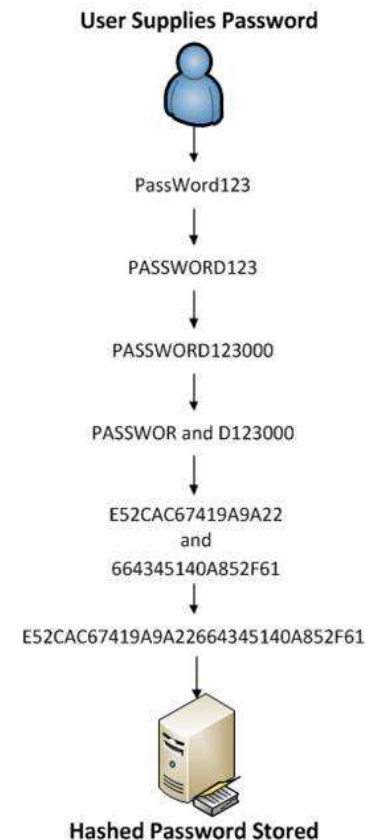 User Supplies Password
PassWord123
PASSWORD123
PASSWORD123000
PASSWOR and D123000
E52CAC67419A9A22
and
664345140A852F61
E52CAC67419A9A22664345140A852F61
Hashed Password Stored